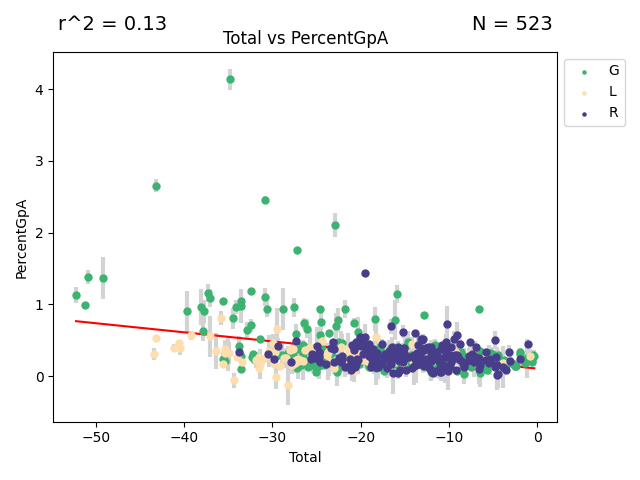 r^2 = 0.13
N = 523
Total vs PercentGpA
G
L
R
PercentGpA
4
3
2
1
0
−50
−40
−30
−20
−10
0
Total